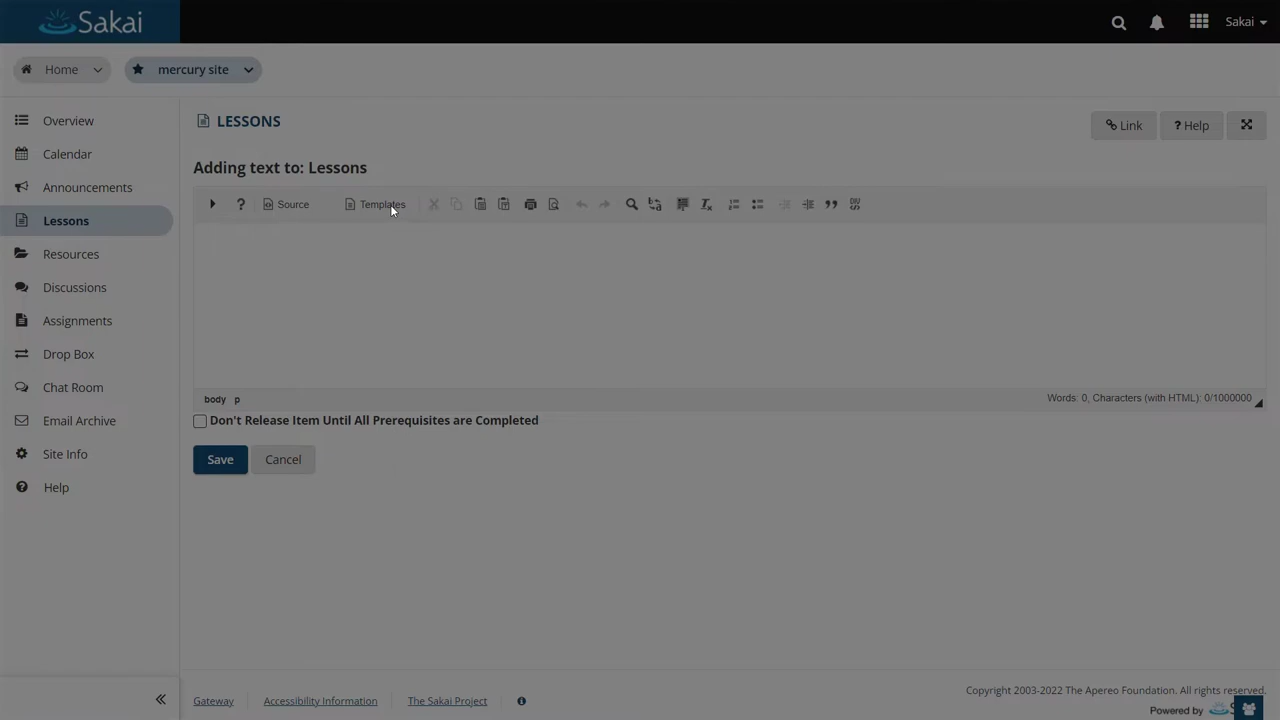 Sakai
Sakai
Home
mercury site
Overview
Calendar
Announcements
Lessons
Resources
Discussions
Assignments
Drop Box
Chat Room
Email Archive
Site Info
Help
LESSONS
Link
? Help
Adding text to: Lessons
? Source Templates
body p
Words: 0, Characters (with HTML): 0/1000000
Don't Release Item Until All Prerequisites are Completed
Save Cancel
Gateway
Accessibility Information
The Sakai Project
Copyright 2003-2022 The Apereo Foundation. All rights reserved.
Powered by